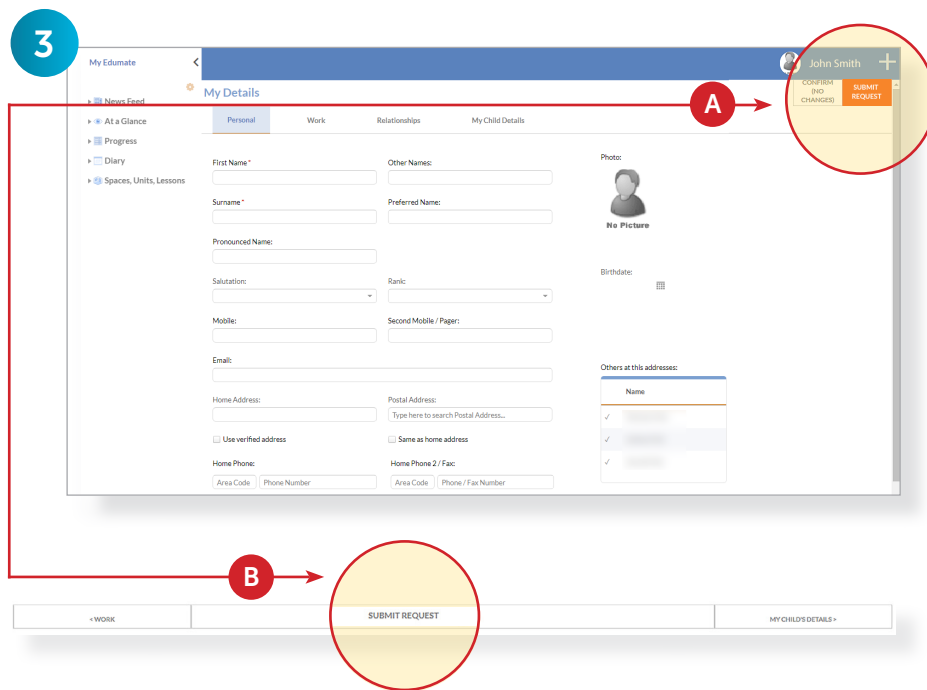 3
My Edumate
John Smith
A
CONFIRM (NO CHANGES)
SUBMIT REQUEST
My Details
News Feed
At a Glance
Progress
Diary
Spaces, Units, Lessons
Personal Work Relationships My Child Details
First Name*
Other Names:
Photo:
No Picture
Surname*
Preferred Name:
Pronounced Name:
Birthdate:
Salutation:
Rank:
Mobile:
Second Mobile / Pager:
Email:
Others at this addresses:
Name
Home Address:
Postal Address:
Type here to search Postal Address...
Use verified address
Same as home address
Home Phone:
Home Phone 2 / Fax:
Area Code Phone Number
Area Code Phone / Fax Number
B
< WORK
SUBMIT REQUEST
MY CHILD'S DETAILS >